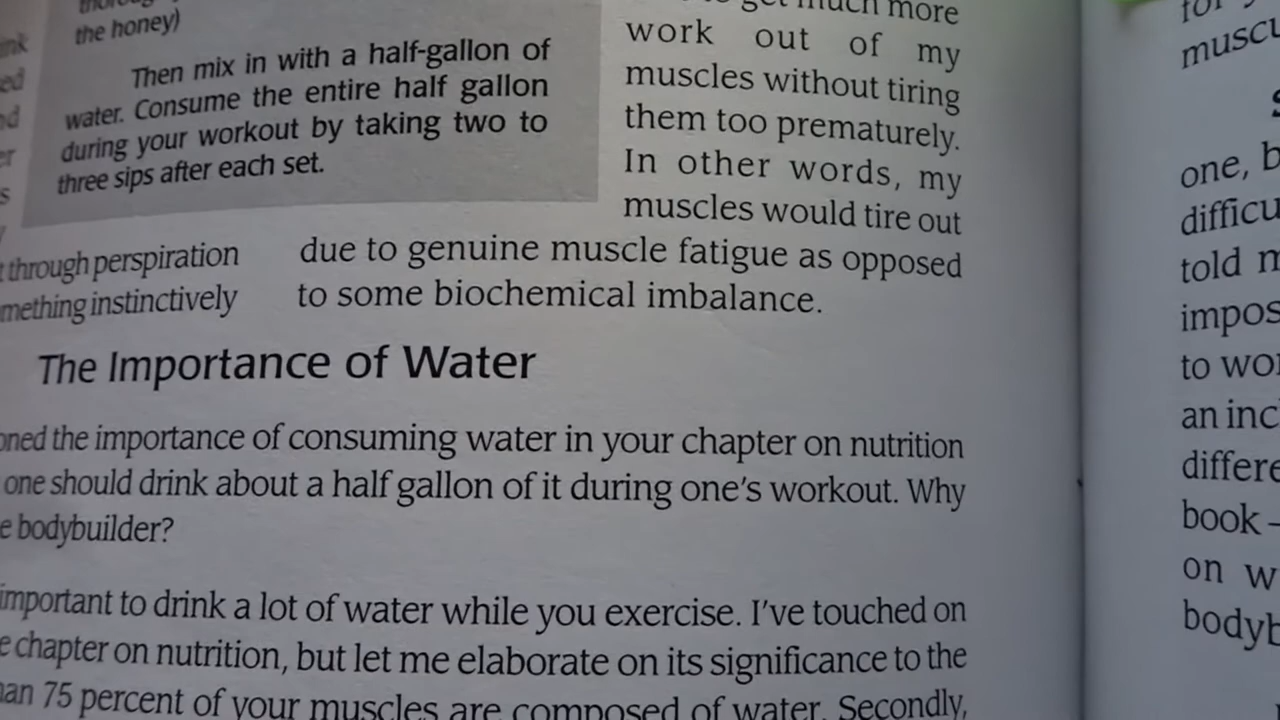 the honey)
Then mix in with a half-gallon of
water. Consume the entire half gallon
during your workout by taking two to
three sips after each set.
get much more
work out of my
muscles without tiring
them too prematurely.
In other words, my
muscles would tire out
due to genuine muscle fatigue as opposed
to some biochemical imbalance.
through perspiration
instinctively
The Importance of Water
the importance of consuming water in your chapter on nutrition
one should drink about a half gallon of it during one's workout. Why
bodybuilder?
important to drink a lot of water while you exercise. I've touched on
chapter on nutrition, but let me elaborate on its significance to the
75 percent of your muscles are composed of water. Secondly,
one,
told
to
on